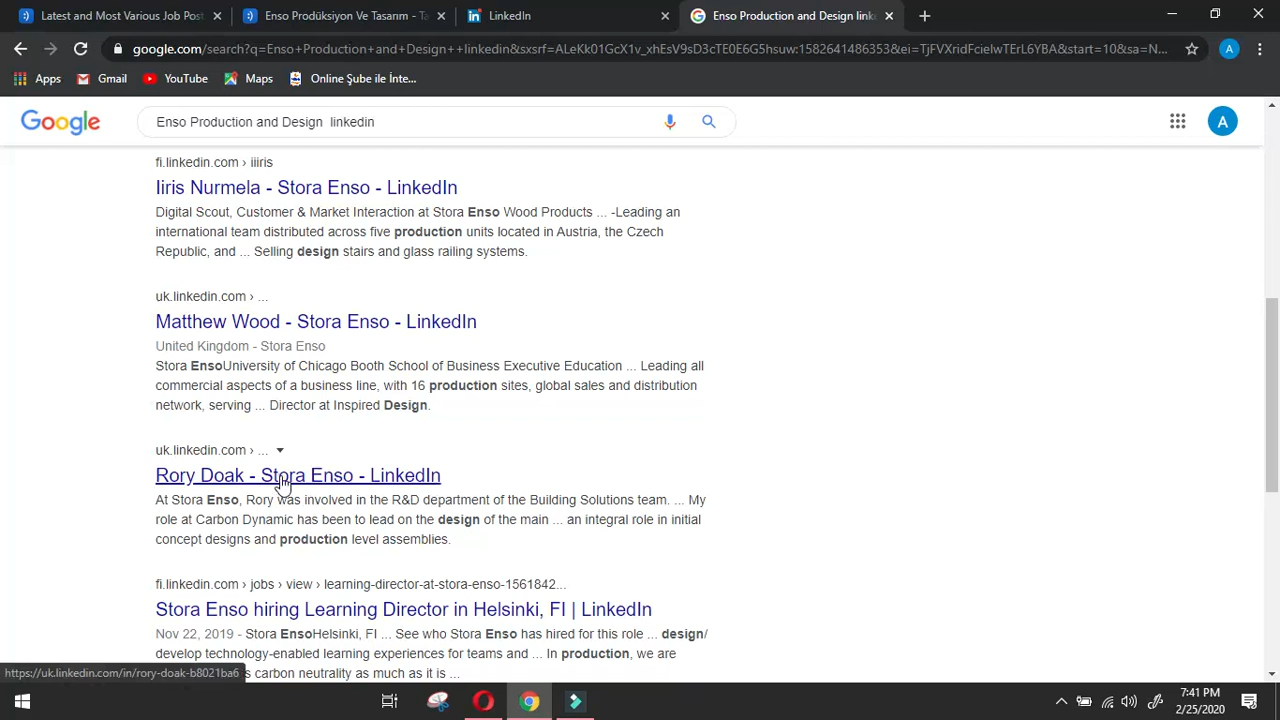 Latest and Most Various Job Post
Enso Prodüksiyon Ve Tasarım - Ta
LinkedIn
Enso Production and Design link
google.com/search?q=Enso+Production+and+Design++linkedin&sxsrf=ALeKk01GcX1v_xhEsV9sD3cTE0E6G5hsuw:1582641486353&ei=TjFVXridFcielwTErL6YBA&start=10&sa=N...
A
Apps
Gmail
YouTube
Maps
Online Şube ile İnte...
Google
Enso Production and Design linkedin
A
fi.linkedin.com › iiiris
Iiris Nurmela - Stora Enso - LinkedIn
Digital Scout, Customer & Market Interaction at Stora Enso Wood Products ... -Leading an
international team distributed across five production units located in Austria, the Czech
Republic, and ... Selling design stairs and glass railing systems.
uk.linkedin.com › ...
Matthew Wood - Stora Enso - LinkedIn
United Kingdom - Stora Enso
Stora EnsoUniversity of Chicago Booth School of Business Executive Education ... Leading all
commercial aspects of a business line, with 16 production sites, global sales and distribution
network, serving ... Director at Inspired Design.
uk.linkedin.com › ...
Rory Doak - Stora Enso - LinkedIn
At Stora Enso, Rory was involved in the R&D department of the Building Solutions team. ... My
role at Carbon Dynamic has been to lead on the design of the main ... an integral role in initial
concept designs and production level assemblies.
fi.linkedin.com › jobs › view › learning-director-at-stora-enso-1561842...
Stora Enso hiring Learning Director in Helsinki, FI | LinkedIn
Nov 22, 2019 - Stora EnsoHelsinki, FI ... See who Stora Enso has hired for this role ... design/
develop technology-enabled learning experiences for teams and ... In production, we are
https://uk.linkedin.com/in/rory-doak-b8021ba6
s carbon neutrality as much as it is ...
7:41 PM
2/25/2020